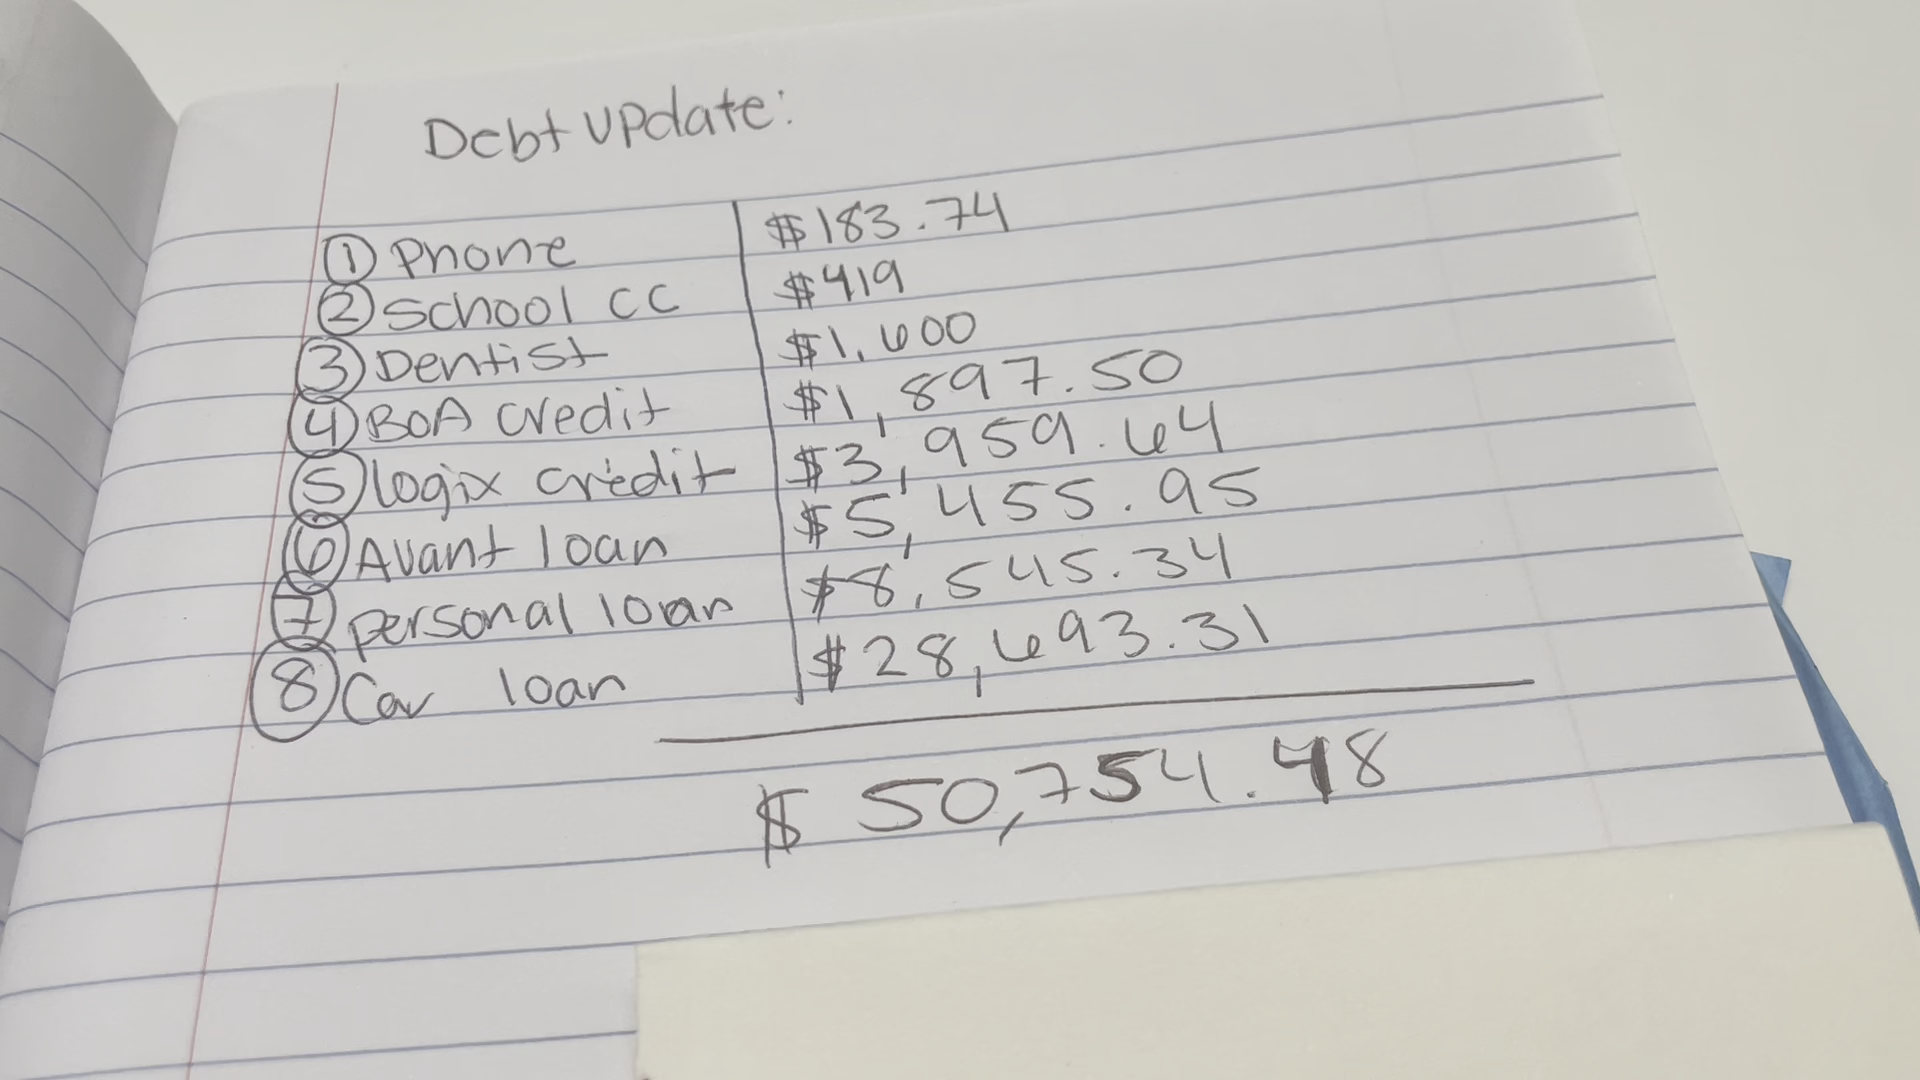 Debt update:
① Phone $183.74
② School CC $419
③ Dentist $1,600
④ BOA credit $1,897.50
⑤ logix credit $3,959.64
⑥ Avant loan $5,455.95
⑦ personal loan $8,545.34
⑧ Car loan $28,693.31
$ 50,754.48